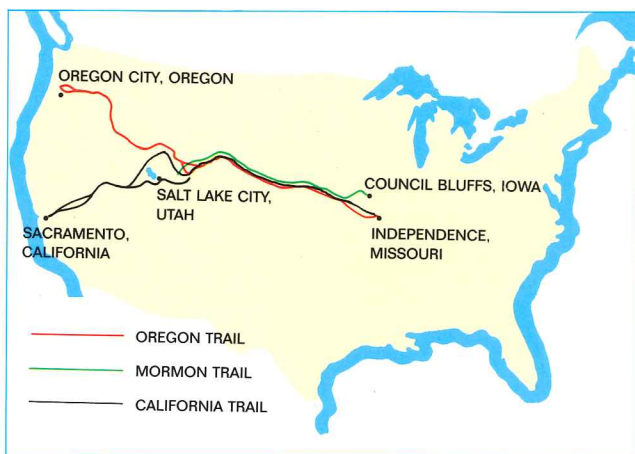 OREGON CITY, OREGON
COUNCIL BLUFFS, IOWA
SALT LAKE CITY,
UTAH
SACRAMENTO,
CALIFORNIA
INDEPENDENCE,
MISSOURI
OREGON TRAIL
MORMON TRAIL
CALIFORNIA TRAIL